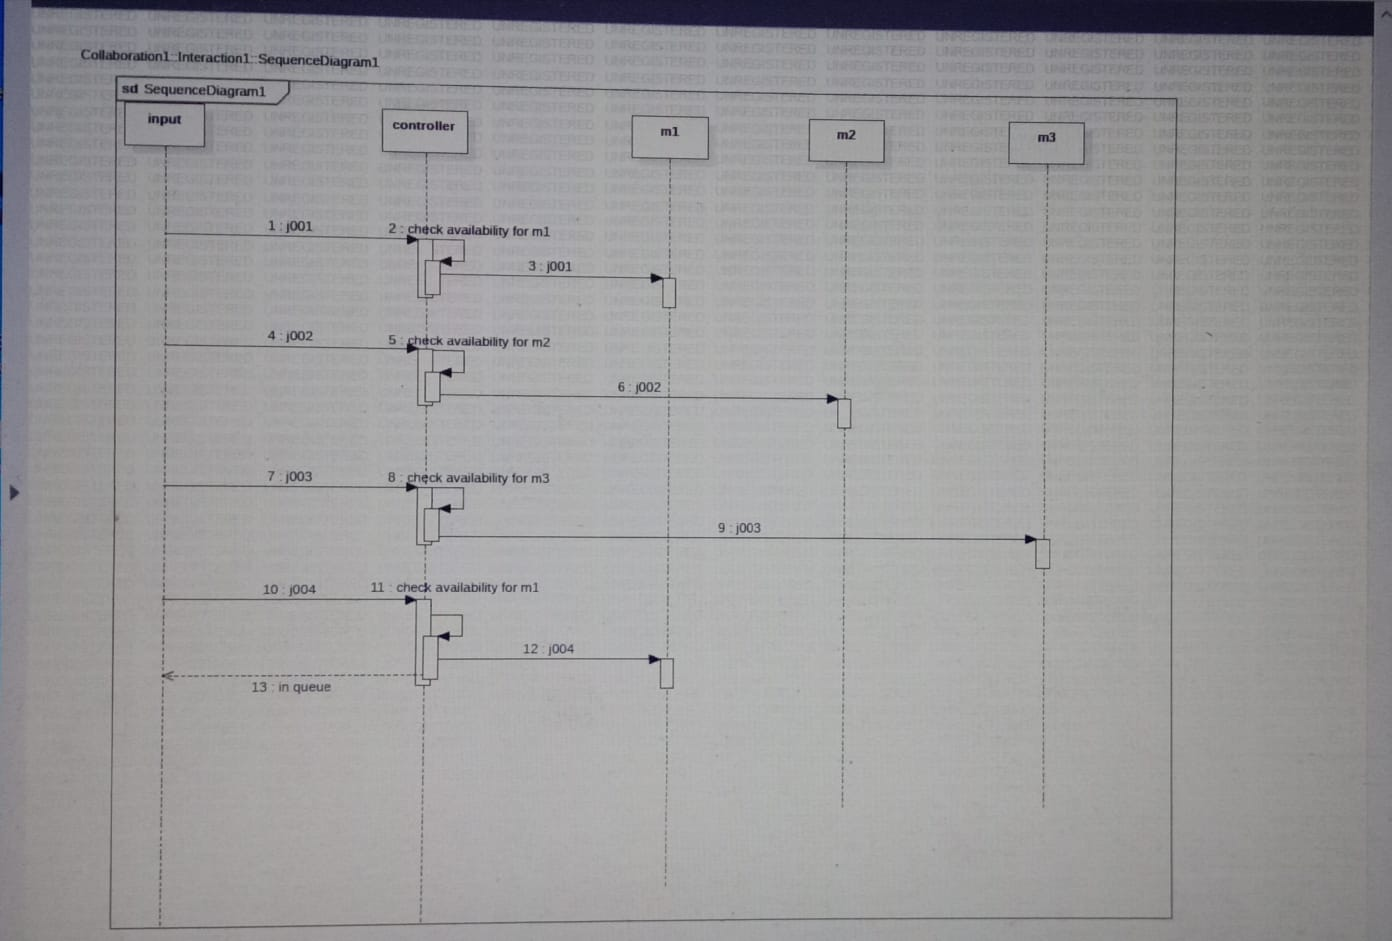 Collaboration1::Interaction1::SequenceDiagram1
sd SequenceDiagram1
input
controller
m1
m2
m3
1 : j001
2 : check availability for m1
3 : j001
4 : j002
5 : check availability for m2
6 : j002
7 : j003
8 : check availability for m3
9 : j003
10 : j004
11 : check availability for m1
12 : j004
13 : in queue
UNREGISTERED